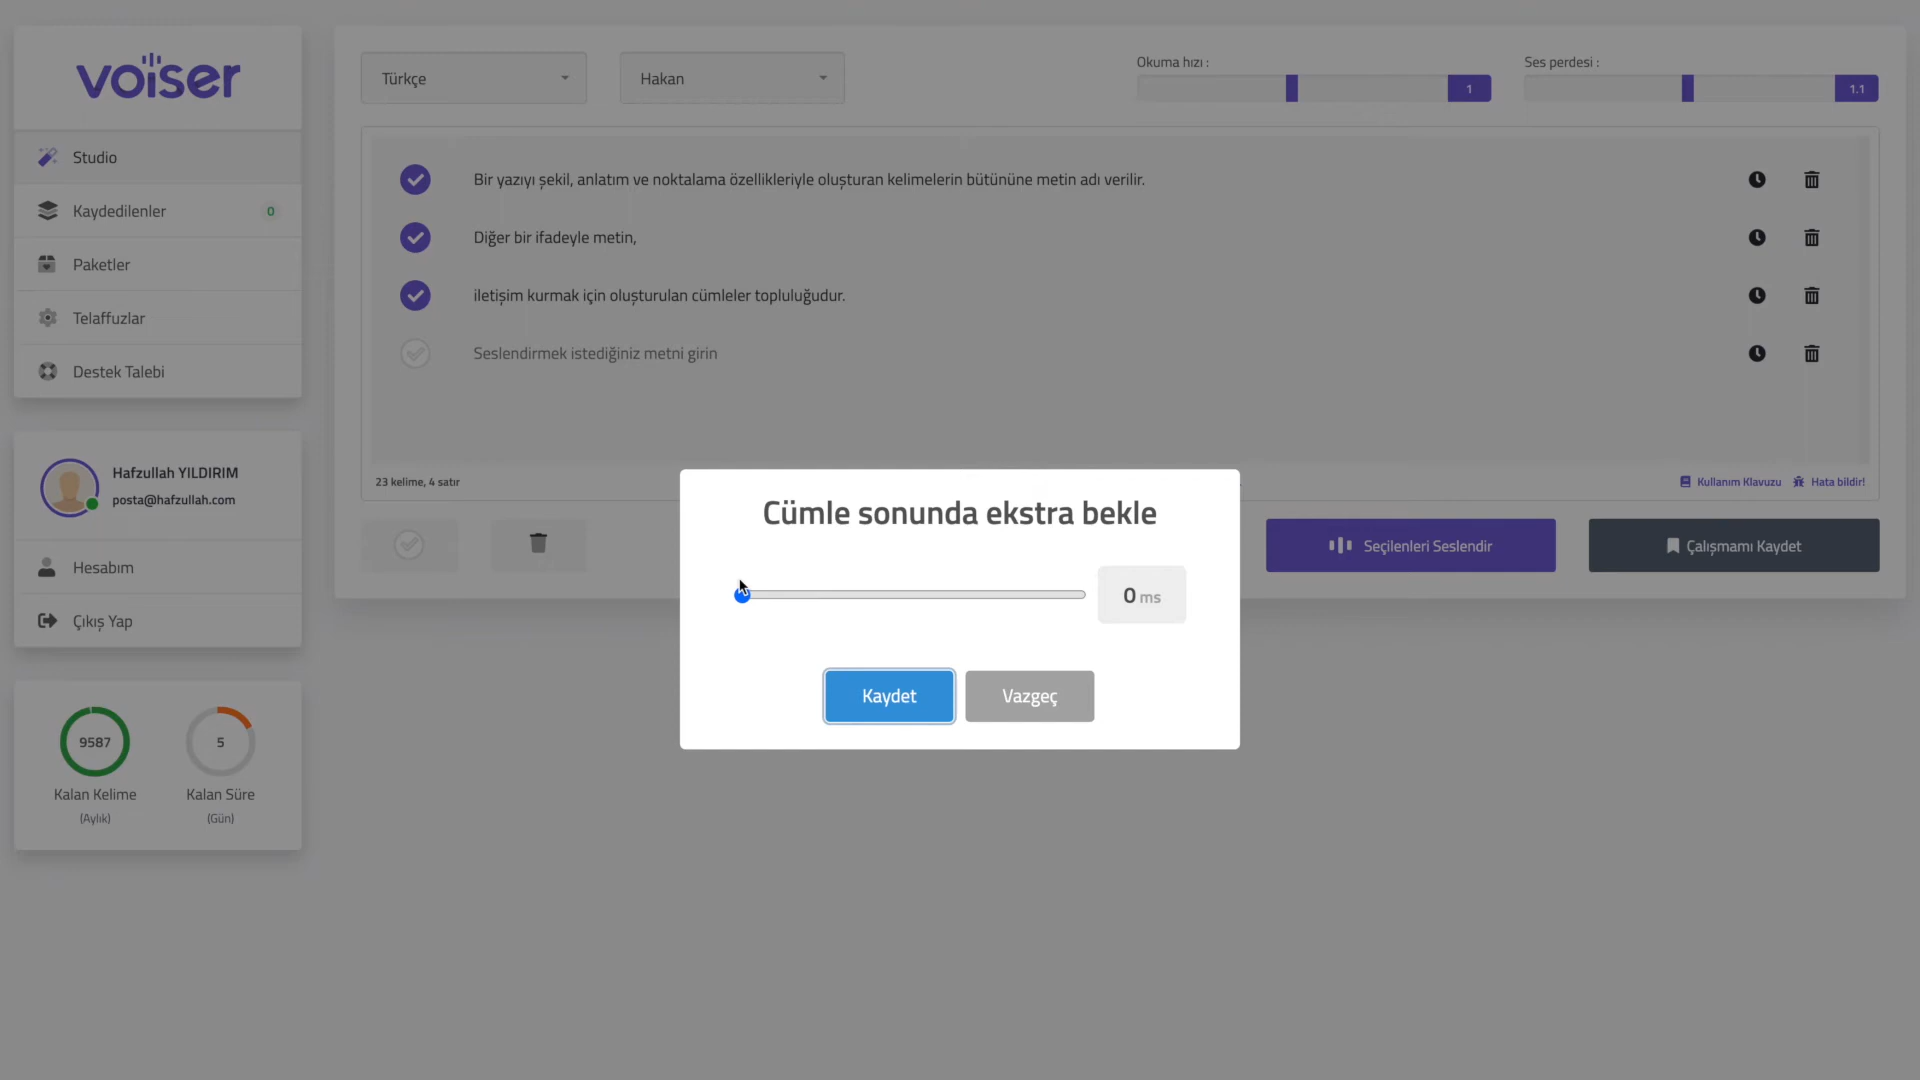 voiser
Studio
Kaydedilenler 0
Paketler
Telaffuzlar
Destek Talebi
Hafzullah YILDIRIM
posta@hafzullah.com
Hesabım
Çıkış Yap
9587
Kalan Kelime
(Aylık)
5
Kalan Süre
(Gün)
Türkçe
Hakan
Okuma hızı :
1
Ses perdesi :
1.1
Bir yazıyı şekil, anlatım ve noktalama özellikleriyle oluşturan kelimelerin bütününe metin adı verilir.
Diğer bir ifadeyle metin,
iletişim kurmak için oluşturulan cümleler topluluğudur.
Seslendirmek istediğiniz metni girin
23 kelime, 4 satır
Kullanım Klavuzu
Hata bildir!
Seçilenleri Seslendir
Çalışmamı Kaydet
Cümle sonunda ekstra bekle
0 ms
Kaydet
Vazgeç